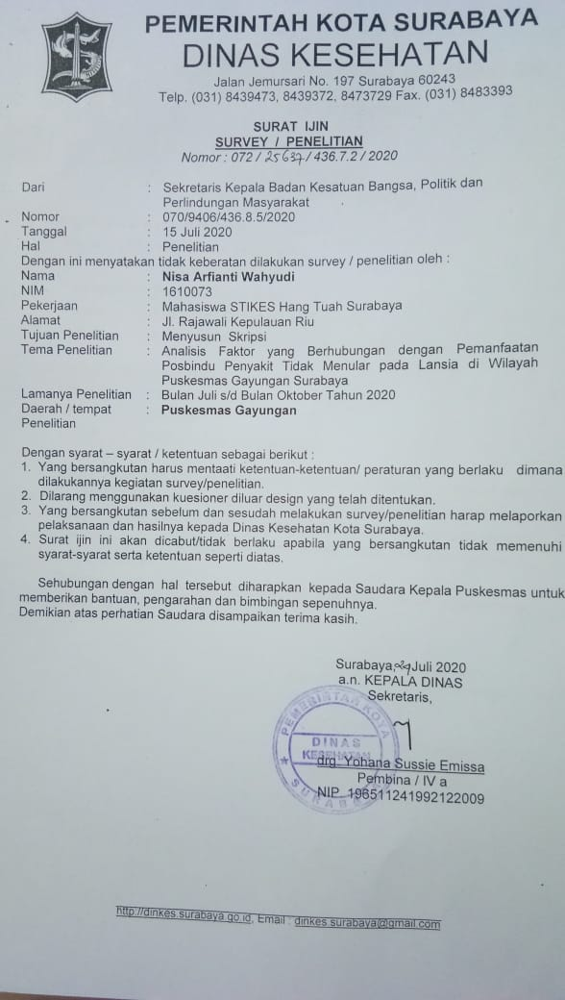 PEMERINTAH KOTA SURABAYA
DINAS KESEHATAN
Jalan Jemursari No. 197 Surabaya 60243
Telp. (031) 8439473, 8439372, 8473729 Fax. (031) 8483393
SURAT IJIN
SURVEY / PENELITIAN
Nomor : 072 / 25637 / 436.7.2 / 2020
Dari : Sekretaris Kepala Badan Kesatuan Bangsa, Politik dan
Perlindungan Masyarakat
Nomor : 070/9406/436.8.5/2020
Tanggal : 15 Juli 2020
Hal : Penelitian
Dengan ini menyatakan tidak keberatan dilakukan survey / penelitian oleh :
Nama : Nisa Arfianti Wahyudi
NIM : 1610073
Pekerjaan : Mahasiswa STIKES Hang Tuah Surabaya
Alamat : Jl. Rajawali Kepulauan Riu
Tujuan Penelitian : Menyusun Skripsi
Tema Penelitian : Analisis Faktor yang Berhubungan dengan Pemanfaatan
Posbindu Penyakit Tidak Menular pada Lansia di Wilayah
Puskesmas Gayungan Surabaya
Lamanya Penelitian : Bulan Juli s/d Bulan Oktober Tahun 2020
Daerah / tempat : Puskesmas Gayungan
Penelitian
Dengan syarat – syarat / ketentuan sebagai berikut :
1. Yang bersangkutan harus mentaati ketentuan-ketentuan/ peraturan yang berlaku dimana
dilakukannya kegiatan survey/penelitian.
2. Dilarang menggunakan kuesioner diluar design yang telah ditentukan.
3. Yang bersangkutan sebelum dan sesudah melakukan survey/penelitian harap melaporkan
pelaksanaan dan hasilnya kepada Dinas Kesehatan Kota Surabaya.
4. Surat ijin ini akan dicabut/tidak berlaku apabila yang bersangkutan tidak memenuhi
syarat-syarat serta ketentuan seperti diatas.
Sehubungan dengan hal tersebut diharapkan kepada Saudara Kepala Puskesmas untuk
memberikan bantuan, pengarahan dan bimbingan sepenuhnya.
Demikian atas perhatian Saudara disampaikan terima kasih.
Surabaya, Juli 2020
a.n. KEPALA DINAS
Sekretaris,
PEMERINTAH KOTA
DINAS
KESEHATAN
SURABAYA
drg. Yohana Sussie Emissa
Pembina / IV a
NIP. 196511241992122009
http://dinkes.surabaya.go.id, Email : dinkes.surabaya@gmail.com